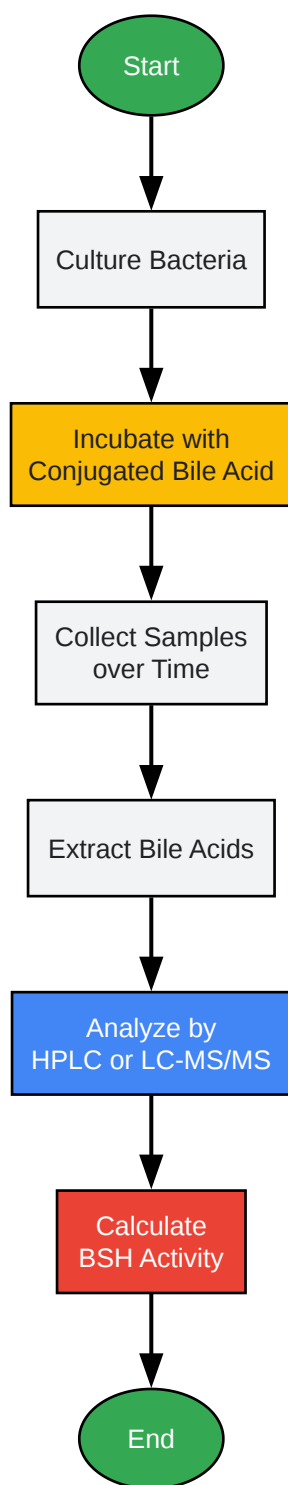 Start
Culture Bacteria
Incubate with
Conjugated Bile Acid
Collect Samples
over Time
Extract Bile Acids
Analyze by
HPLC or LC-MS/MS
Calculate
BSH Activity
End